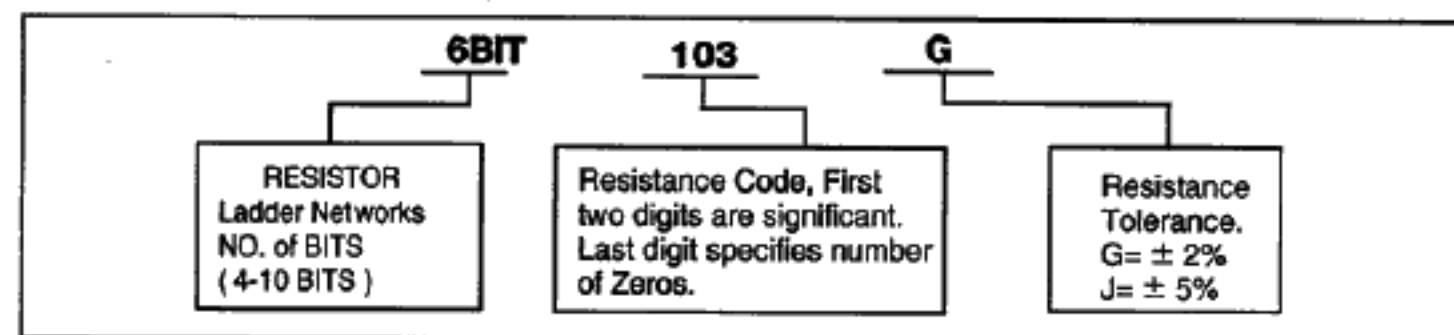 6BIT 103 G
RESISTOR
Ladder Networks
NO. of BITS
( 4-10 BITS )
Resistance Code, First
two digits are significant.
Last digit specifies number
of Zeros.
Resistance
Tolerance.
G= ± 2%
J= ± 5%